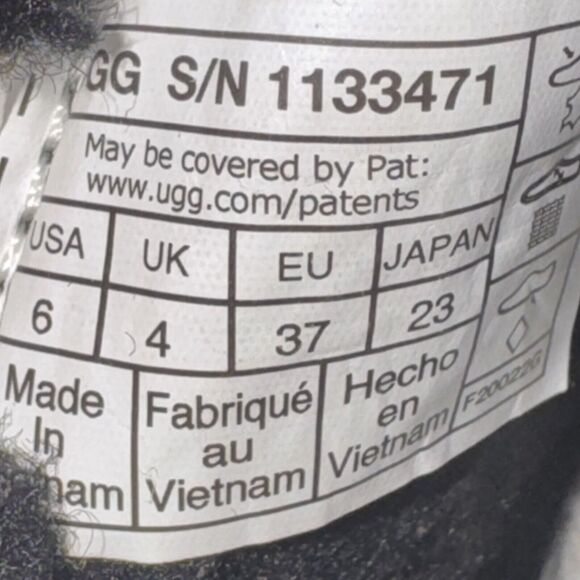 GG S/N 1133471
May be covered by Pat:
www.ugg.com/patents
USA UK EU JAPAN
6 4 37 23
Made
In
nam
Fabriqué
au
Vietnam
Hecho
en
Vietnam
F20022G